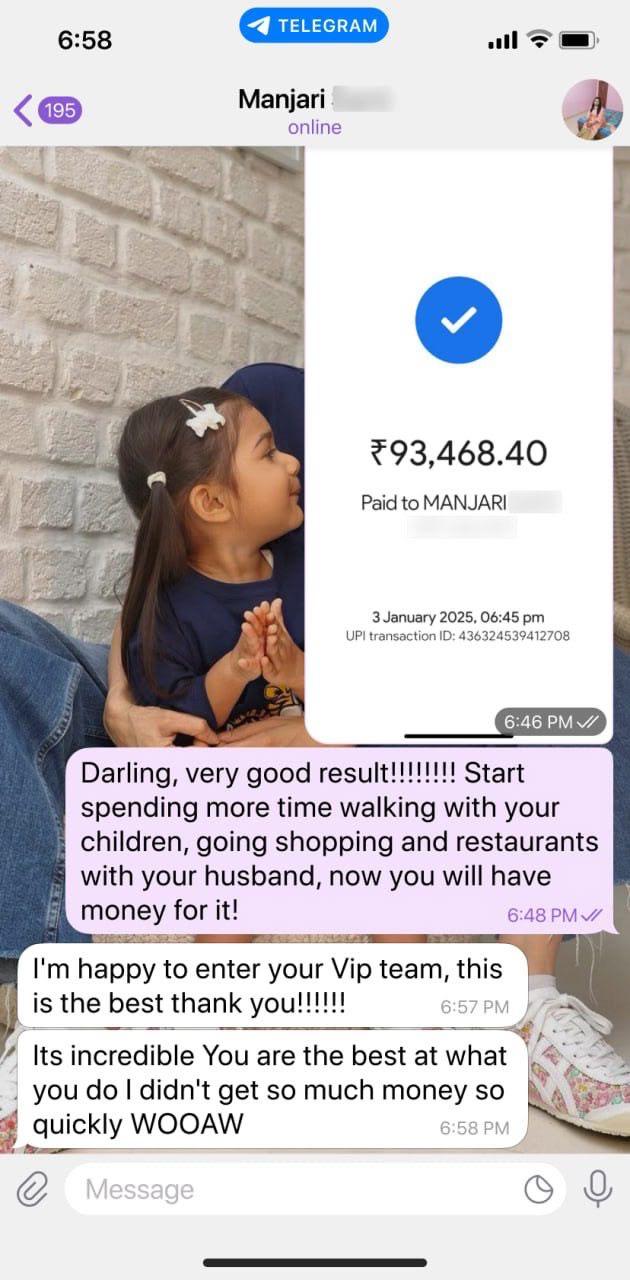 6:58
TELEGRAM
195
Manjari
online
₹93,468.40
Paid to MANJARI
3 January 2025, 06:45 pm
UPI transaction ID: 436324539412708
6:46 PM
Darling, very good result!!!!!!!! Start
spending more time walking with your
children, going shopping and restaurants
with your husband, now you will have
money for it!
6:48 PM
I'm happy to enter your Vip team, this
is the best thank you!!!!!!
6:57 PM
Its incredible You are the best at what
you do I didn't get so much money so
quickly WOOAW
6:58 PM
Message